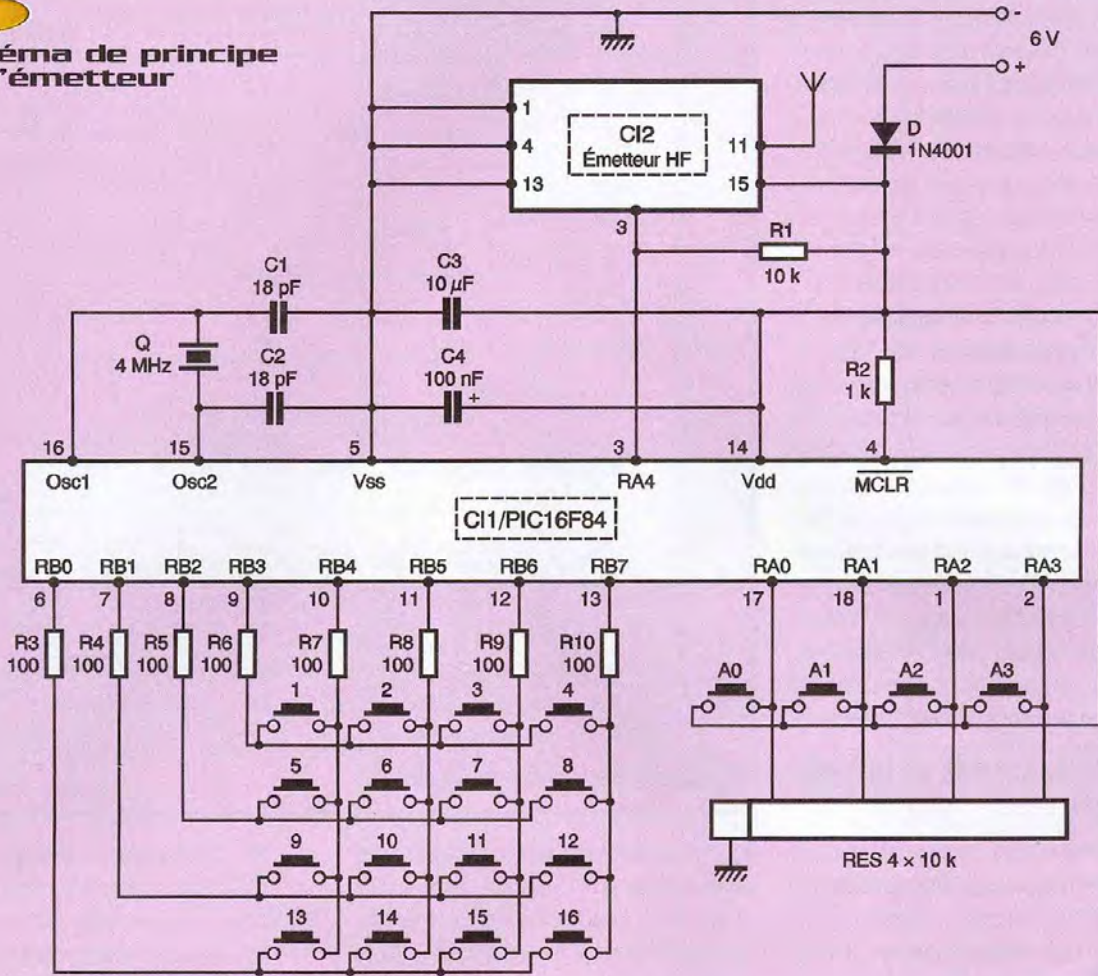 éma de principe
'émetteur
-
6 V
+
1
4
13
CI2
Émetteur HF
11
15
3
D
1N4001
R1
10 k
C1
18 pF
C3
10 µF
Q
4 MHz
C2
18 pF
C4
100 nF
+
R2
1 k
16 15 5 3 14 4
Osc1 Osc2 Vss RA4 Vdd MCLR
CI1/PIC16F84
RB0 RB1 RB2 RB3 RB4 RB5 RB6 RB7 RA0 RA1 RA2 RA3
6 7 8 9 10 11 12 13 17 18 1 2
R3 R4 R5 R6 R7 R8 R9 R10
100 100 100 100 100 100 100 100
A0 A1 A2 A3
1 2 3 4
5 6 7 8
9 10 11 12
RES 4 × 10 k
13 14 15 16